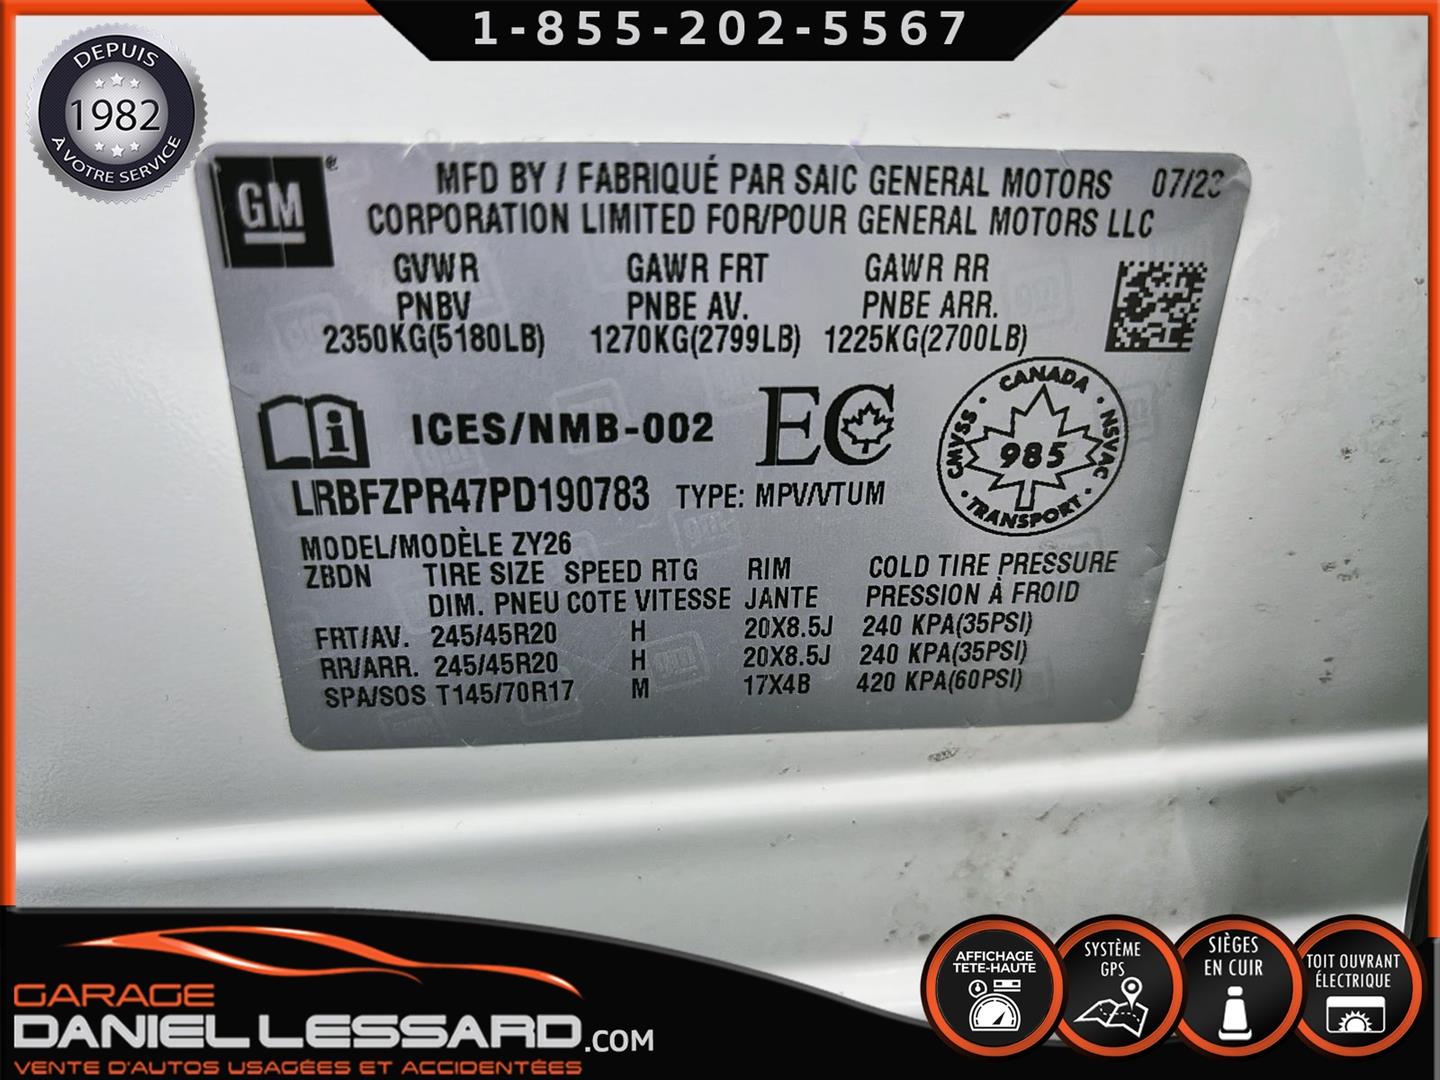 1-855-202-5567
DEPUIS
1982
À VOTRE SERVICE
GM
MFD BY / FABRIQUÉ PAR SAIC GENERAL MOTORS 07/23
CORPORATION LIMITED FOR/POUR GENERAL MOTORS LLC
GVWR GAWR FRT GAWR RR
PNBV PNBE AV. PNBE ARR.
2350KG(5180LB) 1270KG(2799LB) 1225KG(2700LB)
ICES/NMB-002 EC
CANADA
CMVSS 985 NSVAC
TRANSPORT
LRBFZPR47PD190783 TYPE: MPV/VTUM
MODEL/MODÈLE ZY26
ZBDN TIRE SIZE SPEED RTG RIM COLD TIRE PRESSURE
DIM. PNEU COTE VITESSE JANTE PRESSION À FROID
FRT/AV. 245/45R20 H 20X8.5J 240 KPA(35PSI)
RR/ARR. 245/45R20 H 20X8.5J 240 KPA(35PSI)
SPA/SOS T145/70R17 M 17X4B 420 KPA(60PSI)
GARAGE
DANIEL LESSARD.COM
VENTE D'AUTOS USAGÉES ET ACCIDENTÉES
AFFICHAGE
TETE-HAUTE
SYSTÈME
GPS
SIÈGES
EN CUIR
TOIT OUVRANT
ÉLECTRIQUE